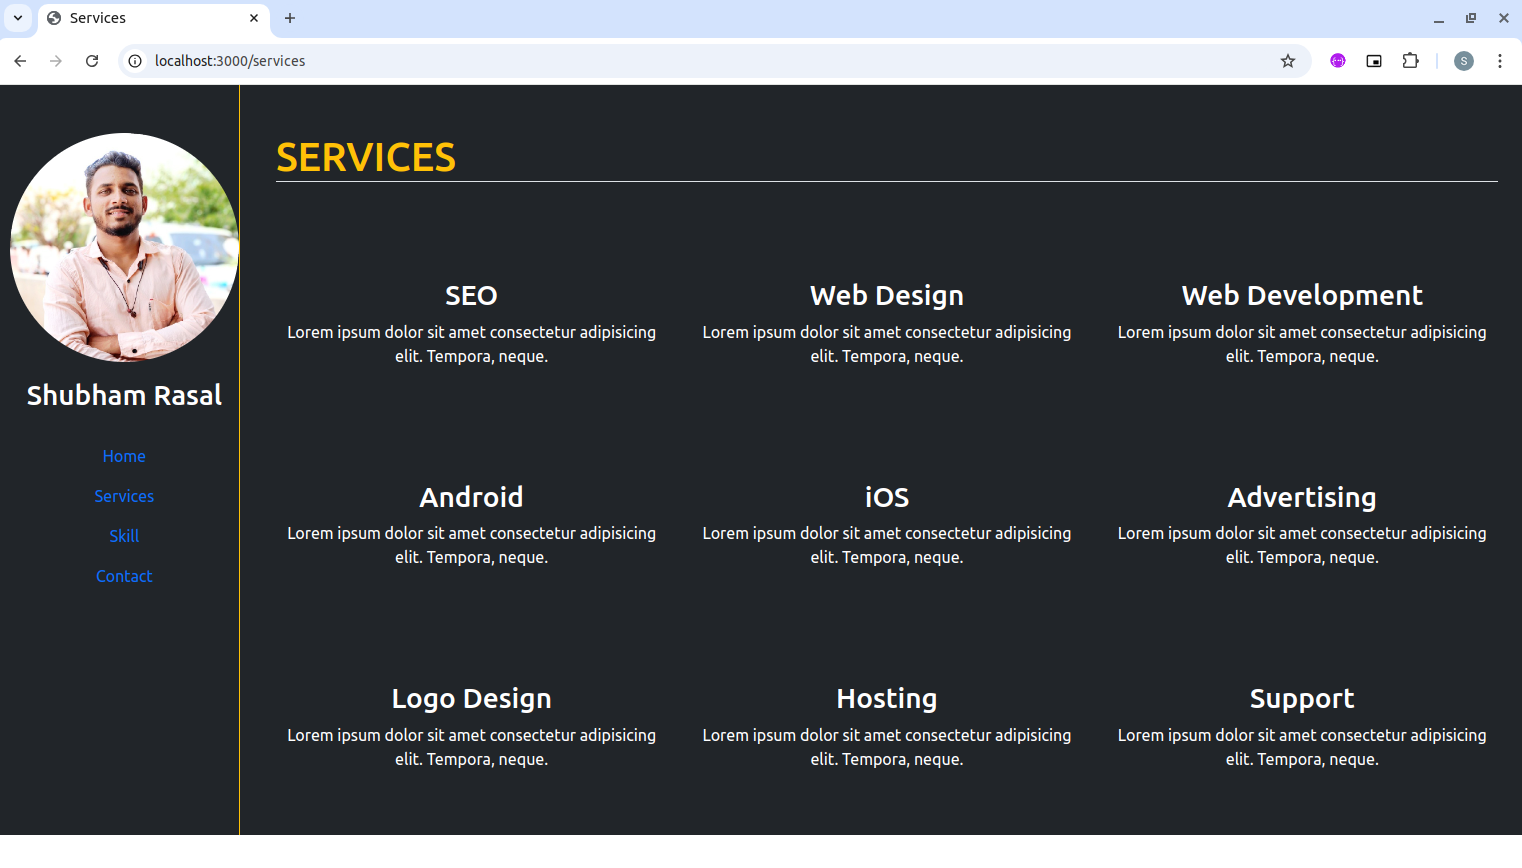 Services
localhost:3000/services
S
SERVICES
Shubham Rasal
Home
Services
Skill
Contact
SEO
Lorem ipsum dolor sit amet consectetur adipisicing
elit. Tempora, neque.
Web Design
Lorem ipsum dolor sit amet consectetur adipisicing
elit. Tempora, neque.
Web Development
Lorem ipsum dolor sit amet consectetur adipisicing
elit. Tempora, neque.
Android
Lorem ipsum dolor sit amet consectetur adipisicing
elit. Tempora, neque.
iOS
Lorem ipsum dolor sit amet consectetur adipisicing
elit. Tempora, neque.
Advertising
Lorem ipsum dolor sit amet consectetur adipisicing
elit. Tempora, neque.
Logo Design
Lorem ipsum dolor sit amet consectetur adipisicing
elit. Tempora, neque.
Hosting
Lorem ipsum dolor sit amet consectetur adipisicing
elit. Tempora, neque.
Support
Lorem ipsum dolor sit amet consectetur adipisicing
elit. Tempora, neque.